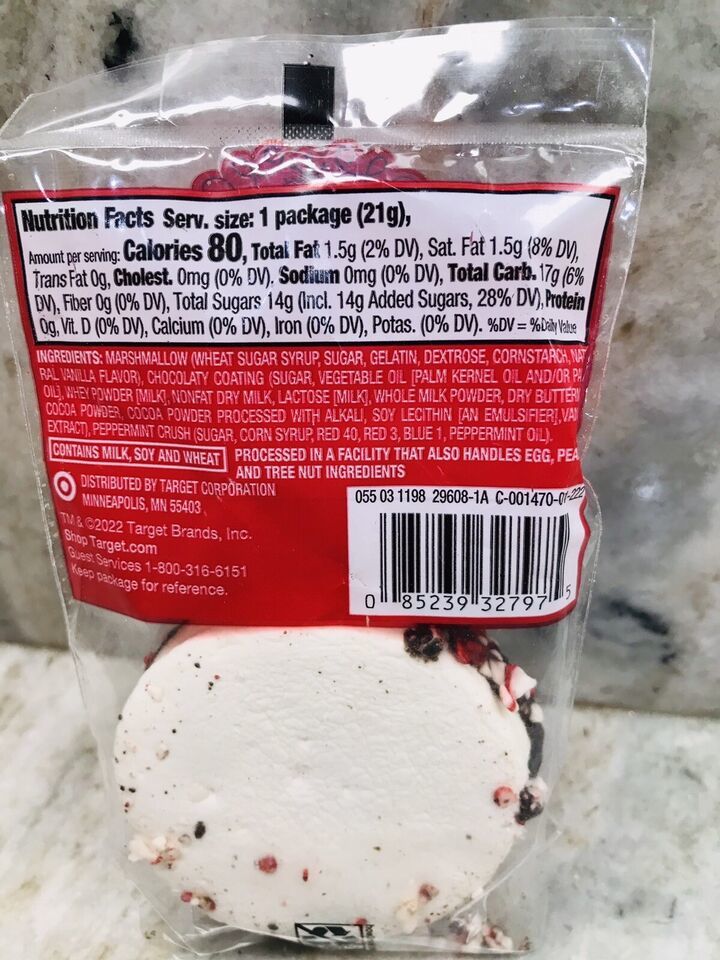 Nutrition Facts Serv. size: 1 package (21g),
Amount per serving: Calories 80, Total Fat 1.5g (2% DV), Sat. Fat 1.5g (8% DV),
Trans Fat 0g, Cholest. 0mg (0% DV), Sodium 0mg (0% DV), Total Carb. 17g (6%
DV), Fiber 0g (0% DV), Total Sugars 14g (Incl. 14g Added Sugars, 28% DV), Protein
0g, Vit. D (0% DV), Calcium (0% DV), Iron (0% DV), Potas. (0% DV). %DV = %Daily Value
INGREDIENTS: MARSHMALLOW (WHEAT SUGAR SYRUP, SUGAR, GELATIN, DEXTROSE, CORNSTARCH, NAT
RAL VANILLA FLAVOR), CHOCOLATY COATING (SUGAR, VEGETABLE OIL [PALM KERNEL OIL AND/OR PA
OIL], WHEY POWDER [MILK], NONFAT DRY MILK, LACTOSE [MILK], WHOLE MILK POWDER, DRY BUTTERM
COCOA POWDER, COCOA POWDER PROCESSED WITH ALKALI, SOY LECITHIN [AN EMULSIFIER], VAN
EXTRACT), PEPPERMINT CRUSH (SUGAR, CORN SYRUP, RED 40, RED 3, BLUE 1, PEPPERMINT OIL).
CONTAINS MILK, SOY AND WHEAT PROCESSED IN A FACILITY THAT ALSO HANDLES EGG, PEA
AND TREE NUT INGREDIENTS
DISTRIBUTED BY TARGET CORPORATION
MINNEAPOLIS, MN 55403
TM & ©2022 Target Brands, Inc.
Shop Target.com
Guest Services 1-800-316-6151
Keep package for reference.
055 03 1198 29608-1A C-001470-01-222
0 85239 32797 5